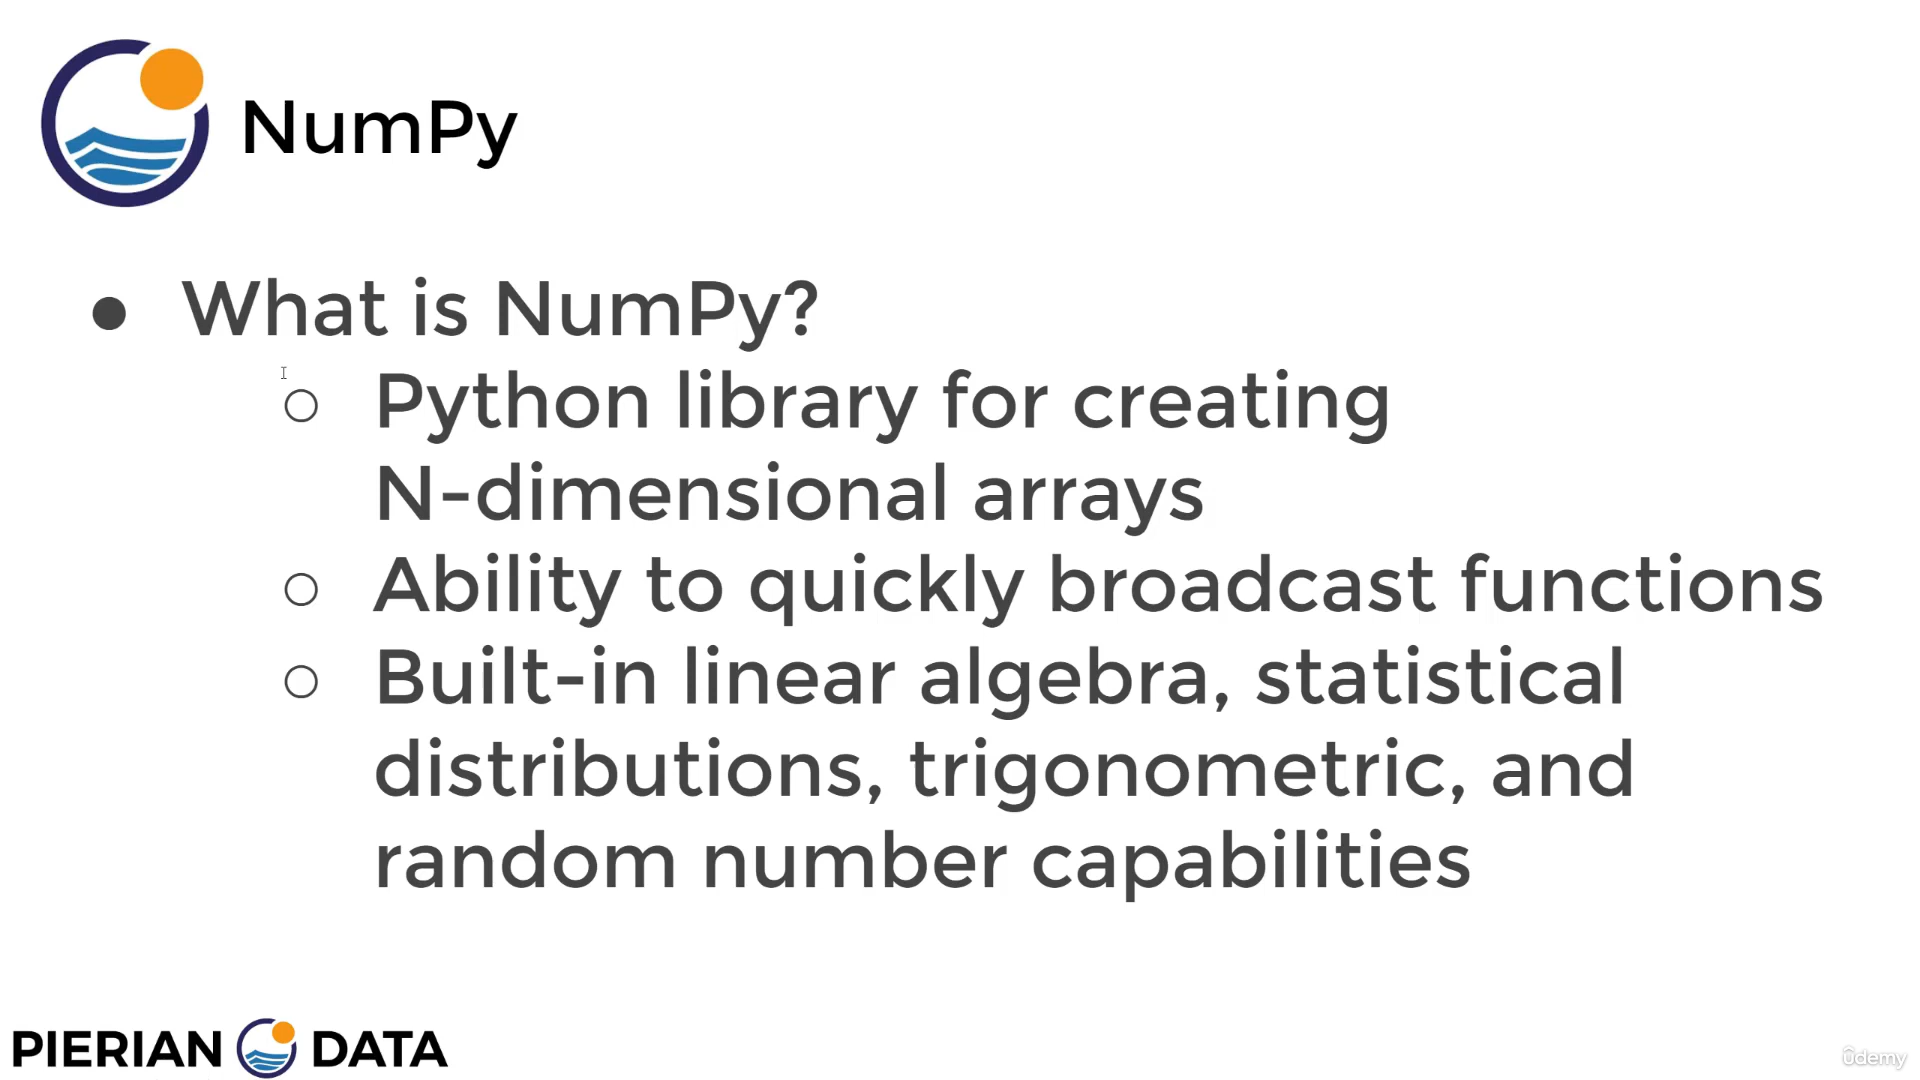 NumPy
● What is NumPy?
○ Python library for creating
N-dimensional arrays
○ Ability to quickly broadcast functions
○ Built-in linear algebra, statistical
distributions, trigonometric, and
random number capabilities
PIERIAN DATA
ûdemy